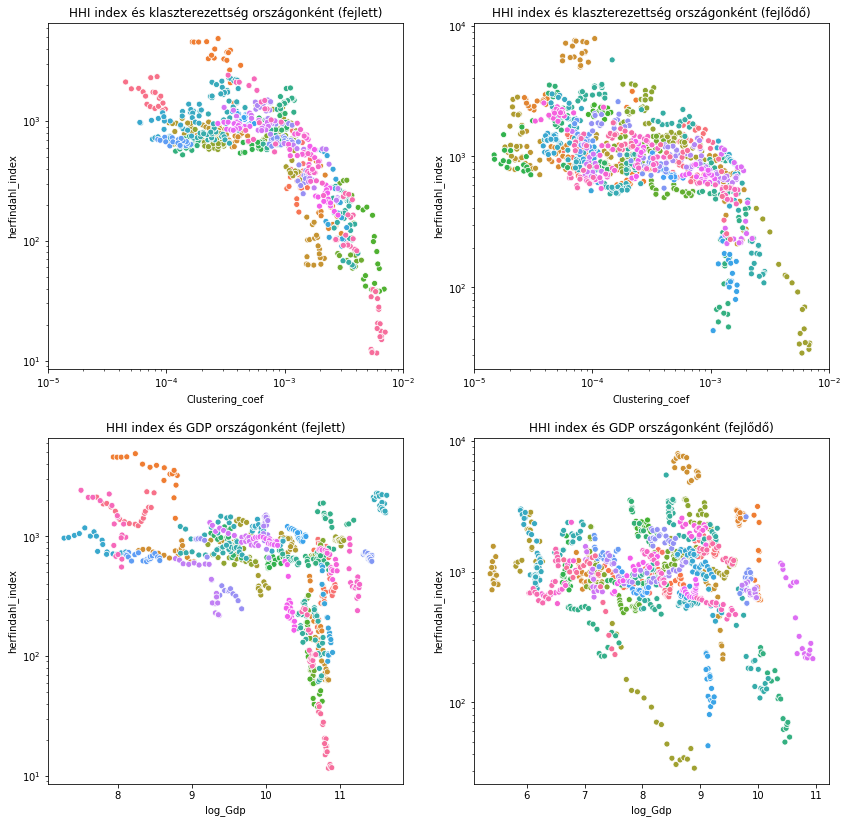 HHI index és klaszterezettség országonként (fejlett)
herfindahl_index
10³
10²
10¹
10⁻⁵ 10⁻⁴ 10⁻³ 10⁻²
Clustering_coef
HHI index és klaszterezettség országonként (fejlődő)
herfindahl_index
10⁴
10³
10²
10⁻⁵ 10⁻⁴ 10⁻³ 10⁻²
Clustering_coef
HHI index és GDP országonként (fejlett)
herfindahl_index
10³
10²
10¹
8 9 10 11
log_Gdp
HHI index és GDP országonként (fejlődő)
herfindahl_index
10⁴
10³
10²
6 7 8 9 10 11
log_Gdp